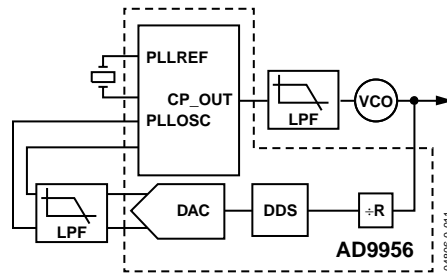 PLLREF
CP_OUT
PLLOSC
LPF
VCO
LPF
DAC
DDS
÷R
AD9956